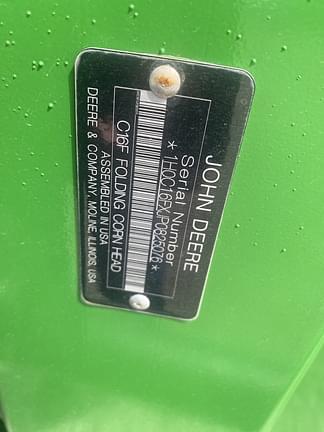 JOHN DEERE
Serial Number
*1H0C16FXJP0825076*
C16F FOLDING CORN HEAD
ASSEMBLED IN USA
DEERE & COMPANY, MOLINE, ILLINOIS, USA